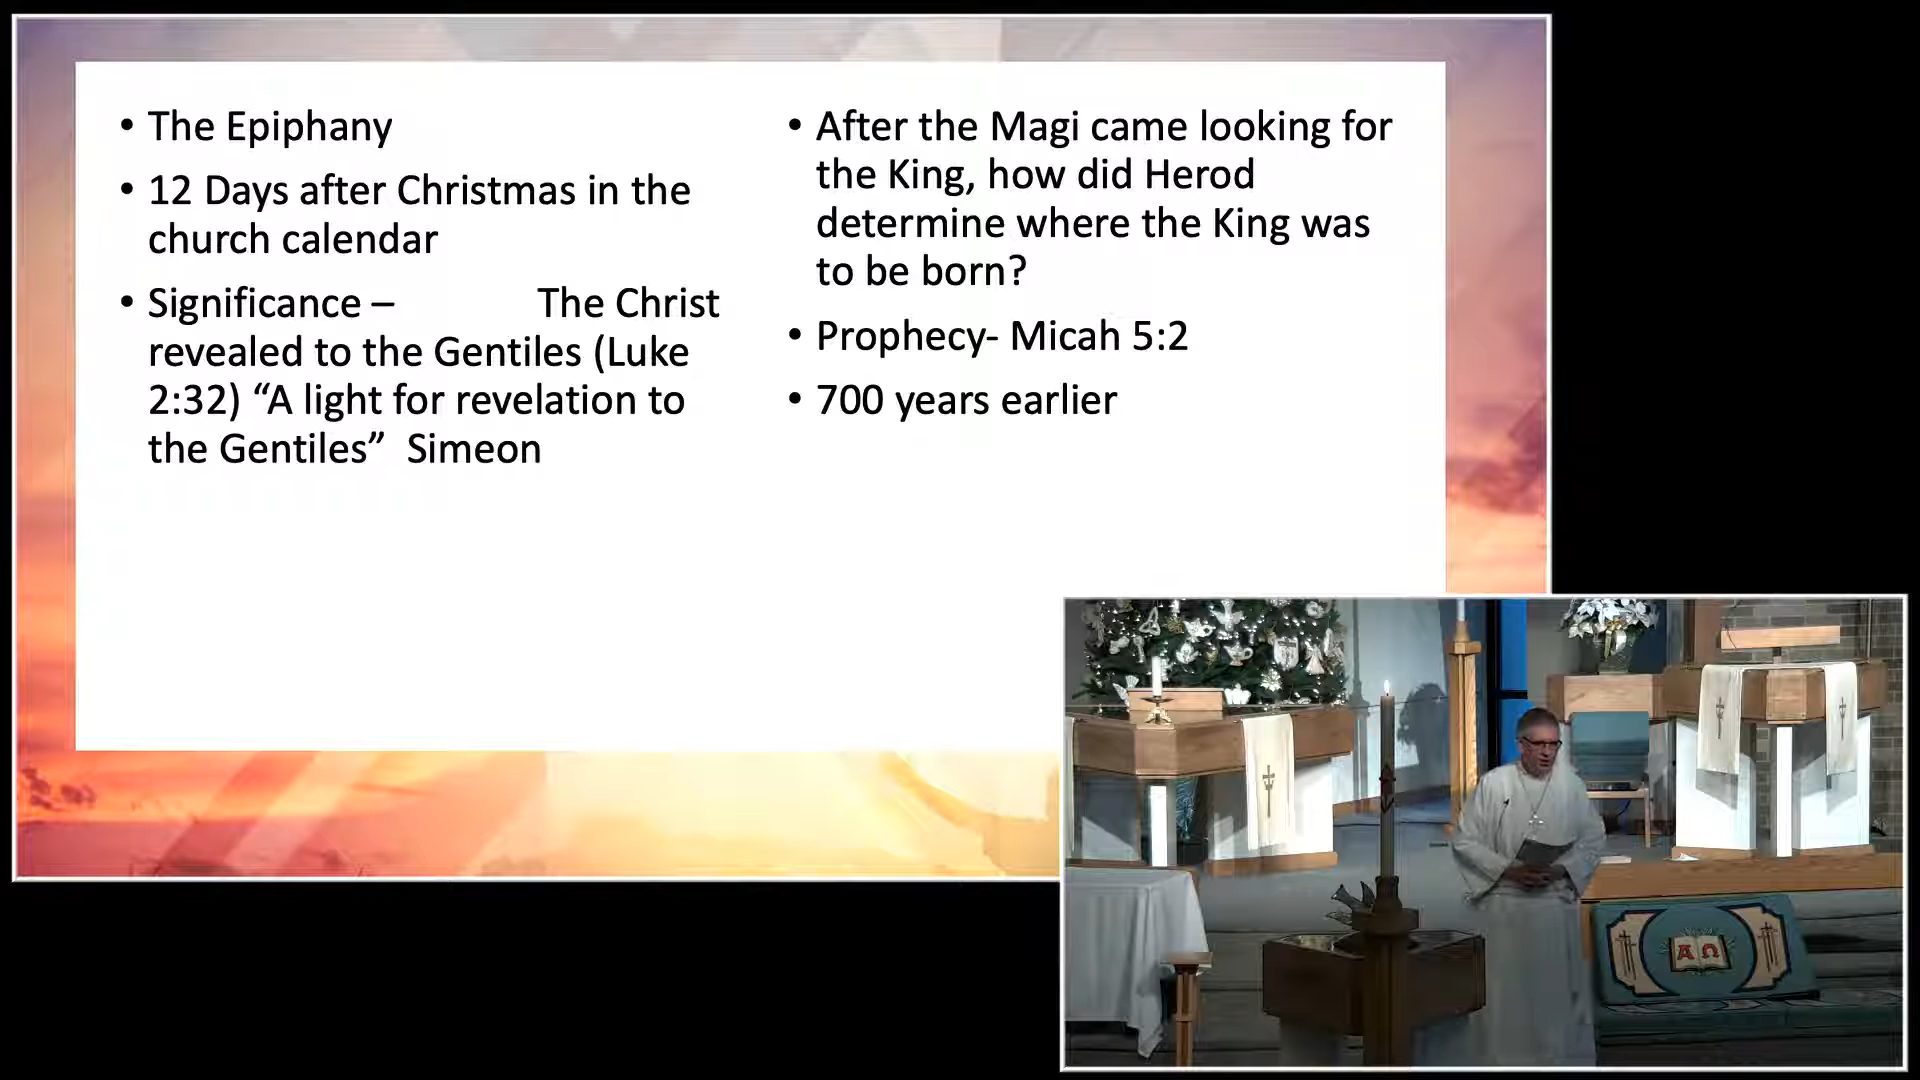 • The Epiphany
• 12 Days after Christmas in the
church calendar
• Significance – The Christ
revealed to the Gentiles (Luke
2:32) “A light for revelation to
the Gentiles” Simeon
• After the Magi came looking for
the King, how did Herod
determine where the King was
to be born?
• Prophecy- Micah 5:2
• 700 years earlier
Α Ω